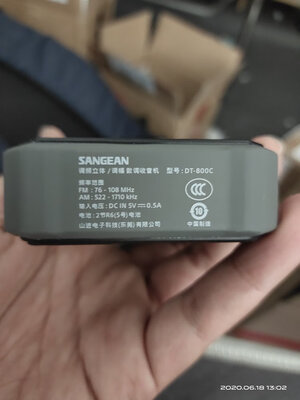 SANGEAN
调频立体/调幅 数调收音机 型号:DT-800C
频率范围
FM : 76 - 108 MHz
AM : 522 - 1710 kHz
输入电压:DC IN 5V⎓0.5A
电池:2节R6(5号)电池
山进电子科技(东莞)有限公司
CCC
10
中国制造
2020.06.18 13:02